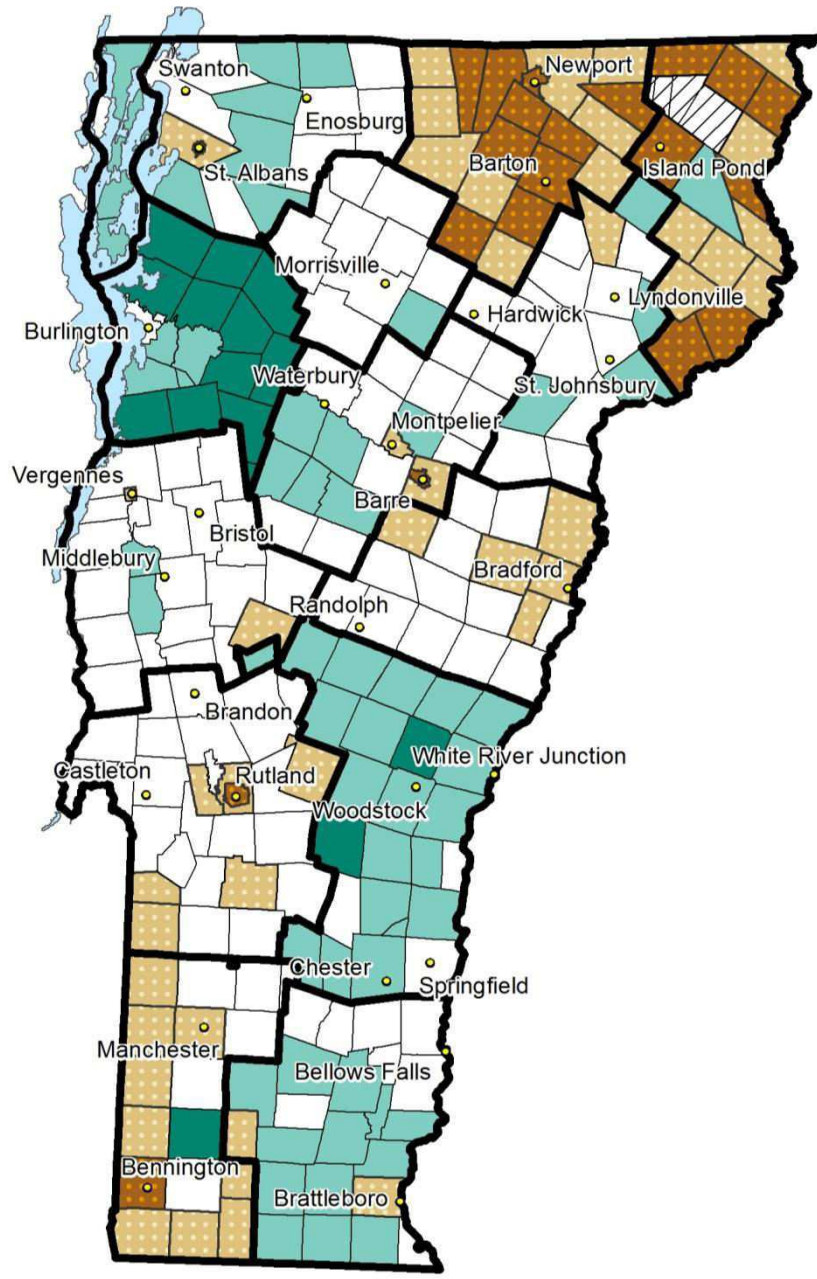 Swanton
Newport
Enosburg
St. Albans
Barton
Island Pond
Morrisville
Hardwick
Lyndonville
Burlington
Waterbury
St. Johnsbury
Montpelier
Vergennes
Barre
Bristol
Middlebury
Bradford
Randolph
Brandon
White River Junction
Castleton
Rutland
Woodstock
Chester
Springfield
Manchester
Bellows Falls
Bennington
Brattleboro